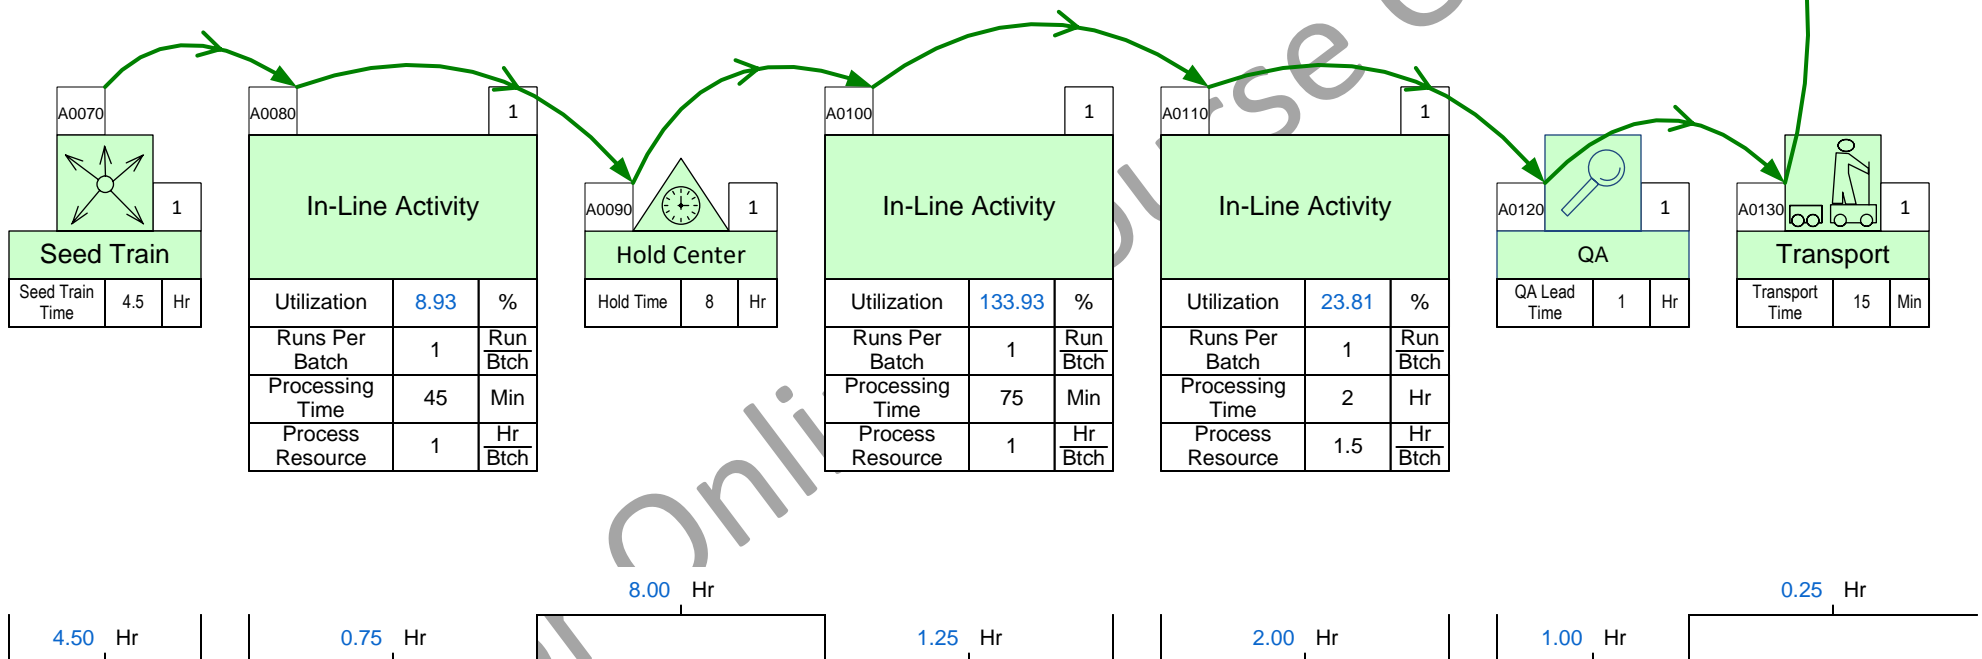 A0070
Seed Train
1
Seed Train Time 4.5 Hr
A0080
1
In-Line Activity
Utilization 8.93 %
Runs Per Batch 1 Run Btch
Processing Time 45 Min
Process Resource 1 Hr Btch
A0090
1
Hold Center
Hold Time 8 Hr
A0100
1
In-Line Activity
Utilization 133.93 %
Runs Per Batch 1 Run Btch
Processing Time 75 Min
Process Resource 1 Hr Btch
A0110
1
In-Line Activity
Utilization 23.81 %
Runs Per Batch 1 Run Btch
Processing Time 2 Hr
Process Resource 1.5 Hr Btch
A0120
1
QA
QA Lead Time 1 Hr
A0130
1
Transport
Transport Time 15 Min
4.50 Hr
0.75 Hr
8.00 Hr
1.25 Hr
2.00 Hr
1.00 Hr
0.25 Hr